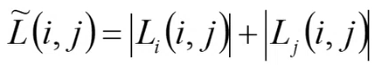 L̃(i, j) = |L_i(i, j)| + |L_j(i, j)|